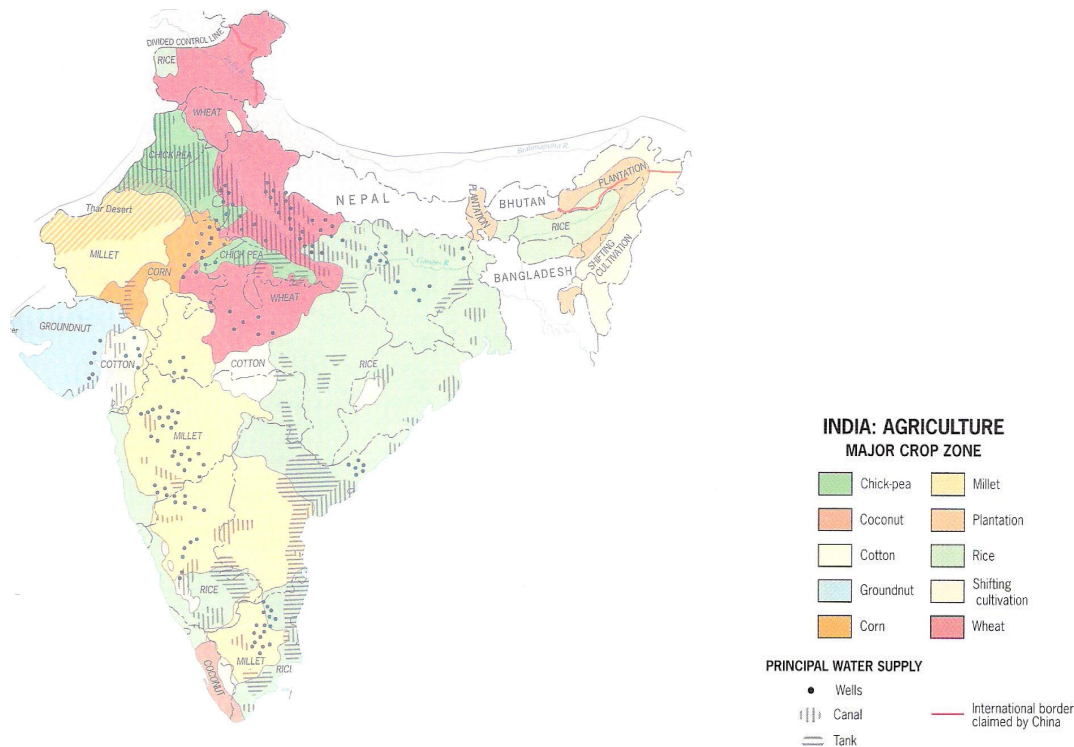 DIVIDED CONTROL LINE
RICE
WHEAT
CHICK PEA
Brahmaputra R.
NEPAL
PLANTATION
BHUTAN
PLANTATION
RICE
SHIFTING
CULTIVATION
BANGLADESH
Thar Desert
MILLET
CORN
CHICK PEA
Ganges R.
WHEAT
GROUNDNUT
COTTON
COTTON
RICE
MILLET
RICE
MILLET
COCONUT
INDIA: AGRICULTURE
MAJOR CROP ZONE
Chick-pea
Millet
Coconut
Plantation
Cotton
Rice
Groundnut
Shifting
cultivation
Corn
Wheat
PRINCIPAL WATER SUPPLY
Wells
Canal
Tank
International border
claimed by China